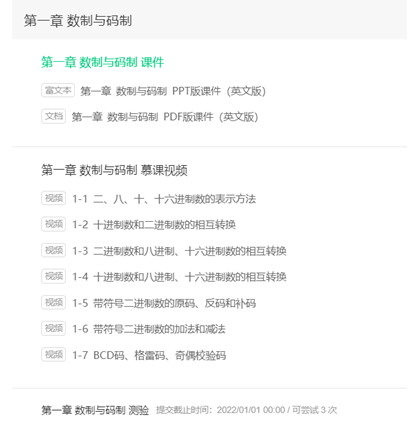 第一章 数制与码制
第一章 数制与码制 课件
富文本 第一章 数制与码制 PPT版课件（英文版）
文档 第一章 数制与码制 PDF版课件（英文版）
第一章 数制与码制 慕课视频
视频 1-1 二、八、十、十六进制数的表示方法
视频 1-2 十进制数和二进制数的相互转换
视频 1-3 二进制数和八进制、十六进制数的相互转换
视频 1-4 十进制数和八进制、十六进制数的相互转换
视频 1-5 带符号二进制数的原码、反码和补码
视频 1-6 带符号二进制数的加法和减法
视频 1-7 BCD码、格雷码、奇偶校验码
第一章 数制与码制 测验 提交截止时间：2022/01/01 00:00 / 可尝试 3 次